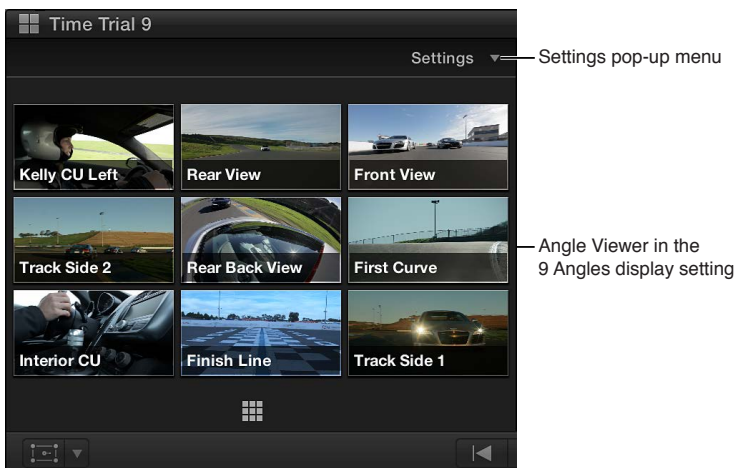 Time Trial 9
Settings
Settings pop-up menu
Kelly CU Left
Rear View
Front View
Track Side 2
Rear Back View
First Curve
Angle Viewer in the
9 Angles display setting
Interior CU
Finish Line
Track Side 1